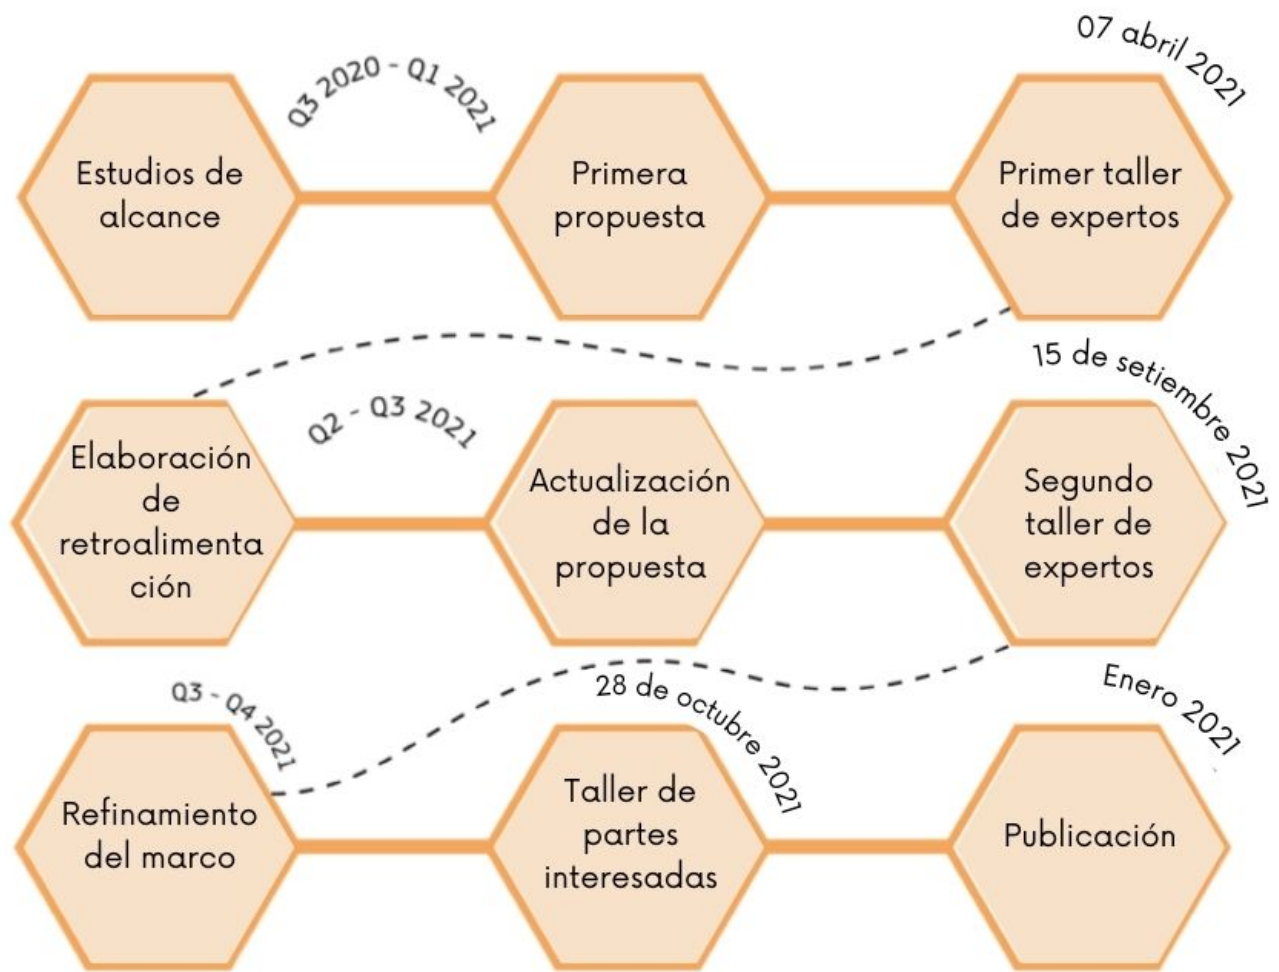 Estudios de
alcance
Q3 2020 - Q1 2021
Primera
propuesta
07 abril 2021
Primer taller
de expertos
Elaboración
de
retroalimenta
ción
Q2 - Q3 2021
Actualización
de la
propuesta
15 de setiembre 2021
Segundo
taller de
expertos
Q3 - Q4 2021
Refinamiento
del marco
28 de octubre 2021
Taller de
partes
interesadas
Enero 2021
Publicación